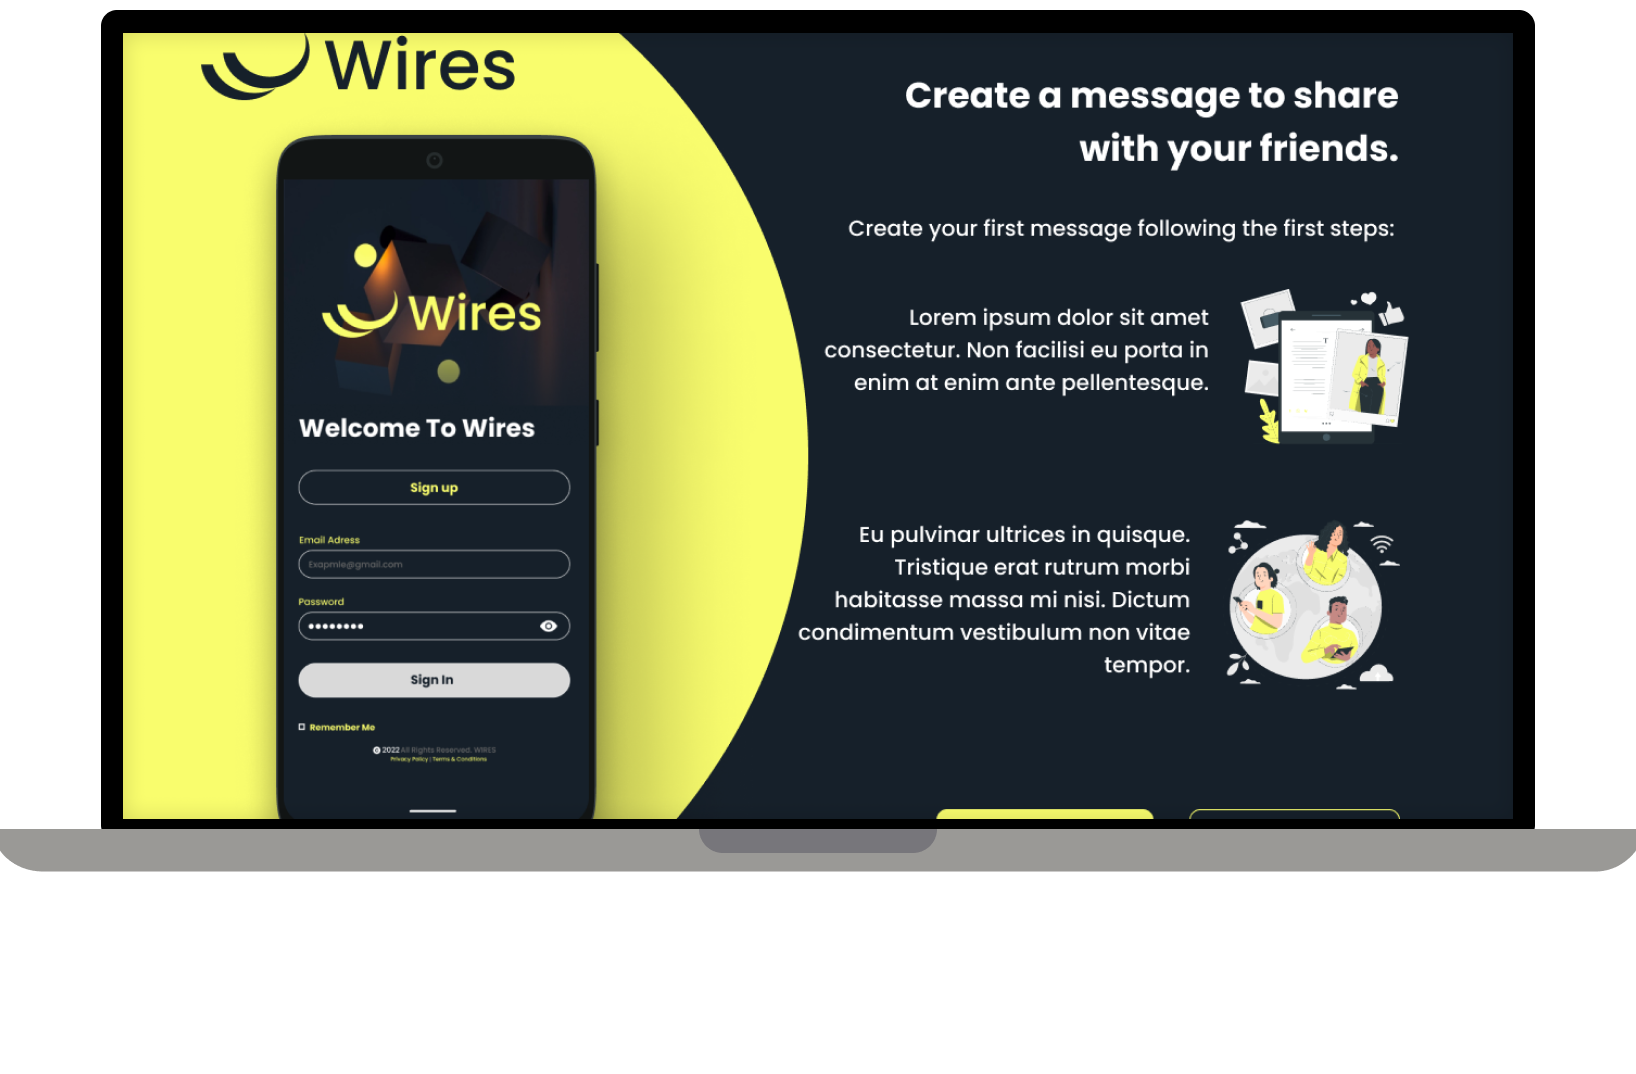 Wires
Create a message to share
with your friends.
Create your first message following the first steps:
Lorem ipsum dolor sit amet
consectetur. Non facilisi eu porta in
enim at enim ante pellentesque.
Eu pulvinar ultrices in quisque.
Tristique erat rutrum morbi
habitasse massa mi nisi. Dictum
condimentum vestibulum non vitae
tempor.
Wires
Welcome To Wires
Sign up
Email Adress
Exapmle@gmail.com
Password
Sign In
Remember Me
© 2022 All Rights Reserved. WIRES
Privacy Policy | Terms & Conditions